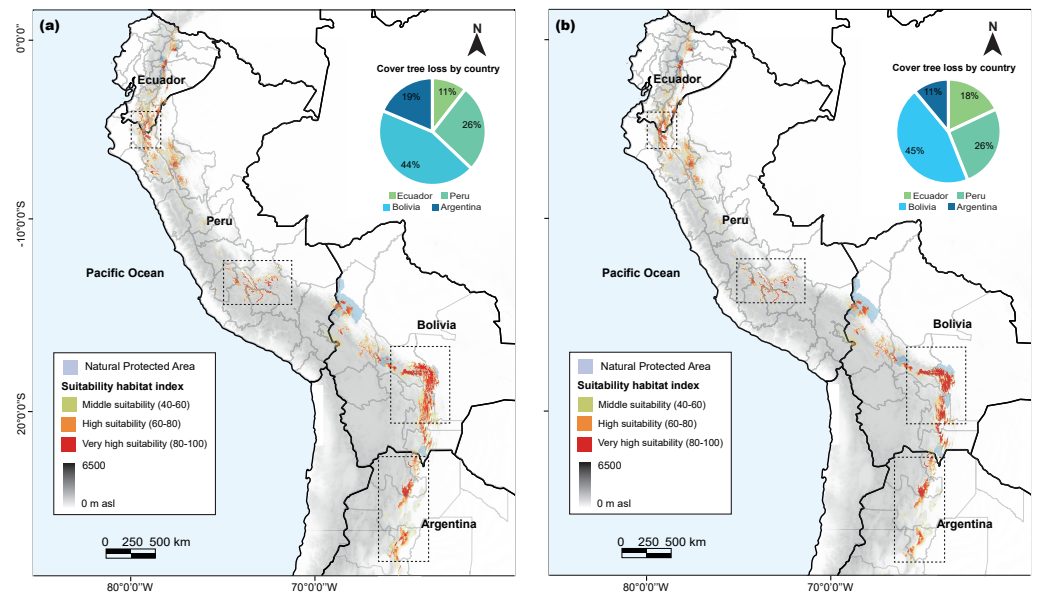 (a)
N
0°0'0"
Ecuador
Cover tree loss by country
19%
11%
26%
44%
Ecuador Peru
Bolivia Argentina
Peru
-10°0'0"S
Pacific Ocean
Bolivia
Natural Protected Area
Suitability habitat index
Middle suitability (40-60)
High suitability (60-80)
Very high suitability (80-100)
6500
0 m asl
20°0'0"S
Argentina
0 250 500 km
80°0'0"W
70°0'0"W
(b)
N
Ecuador
Cover tree loss by country
11%
18%
26%
45%
Ecuador Peru
Bolivia Argentina
Peru
Pacific Ocean
Bolivia
Natural Protected Area
Suitability habitat index
Middle suitability (40-60)
High suitability (60-80)
Very high suitability (80-100)
6500
0 m asl
Argentina
0 250 500 km
80°0'0"W
70°0'0"W